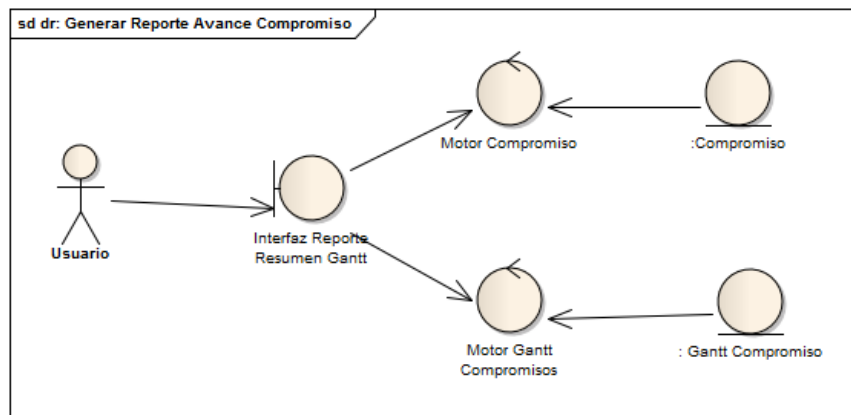 sd dr: Generar Reporte Avance Compromiso
Motor Compromiso
:Compromiso
Usuario
Interfaz Reporte
Resumen Gantt
Motor Gantt
Compromisos
: Gantt Compromiso